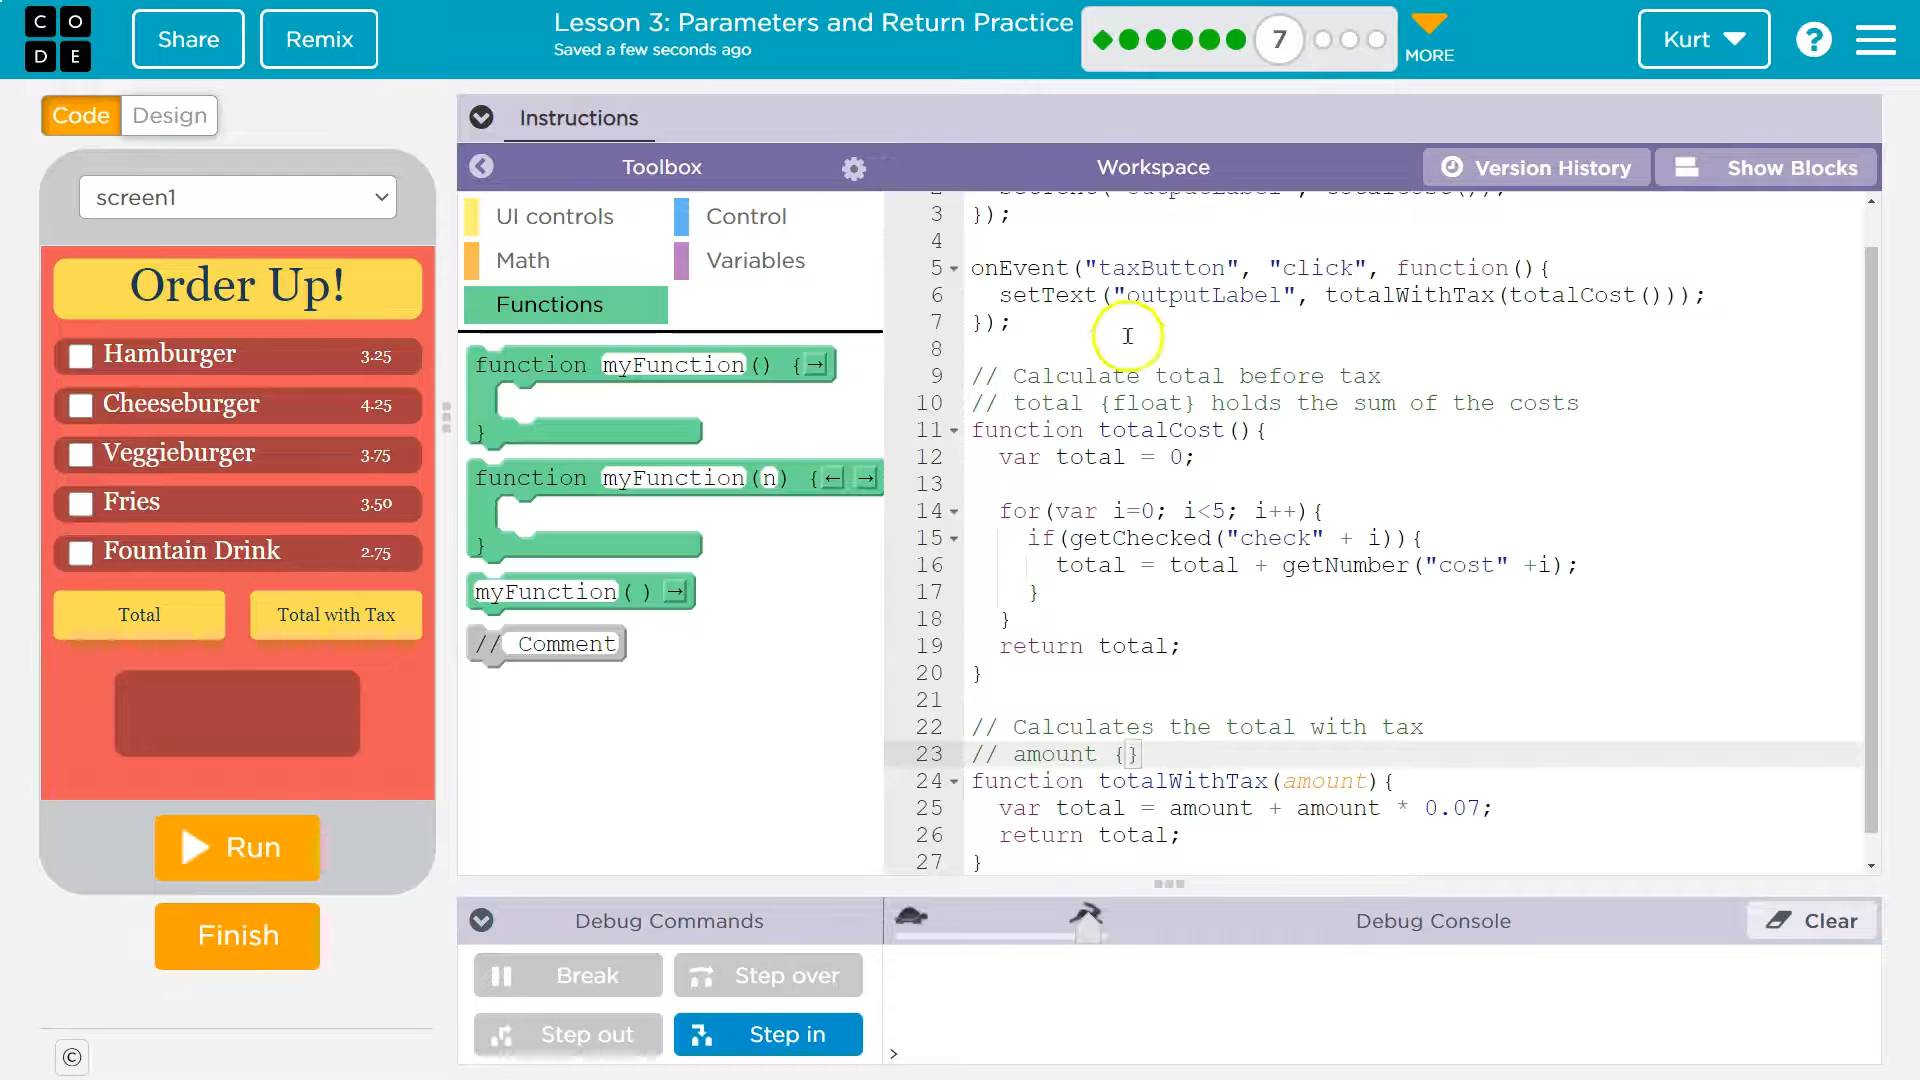 C O
D E
Share
Remix
Lesson 3: Parameters and Return Practice
Saved a few seconds ago
7
MORE
Kurt
?
Code
Design
Instructions
Toolbox
Workspace
Version History
Show Blocks
screen1
Order Up!
Hamburger 3.25
Cheeseburger 4.25
Veggieburger 3.75
Fries 3.50
Fountain Drink 2.75
Total
Total with Tax
Run
Finish
©
UI controls
Control
Math
Variables
Functions
function myFunction() {→
}
function myFunction(n) {← →
}
myFunction() →
// Comment
2 setText("outputLabel", totalCost());
3 });
4
5 onEvent("taxButton", "click", function(){
6 setText("outputLabel", totalWithTax(totalCost()));
7 });
8
9 // Calculate total before tax
10 // total {float} holds the sum of the costs
11 function totalCost(){
12 var total = 0;
13
14 for(var i=0; i<5; i++){
15 if(getChecked("check" + i)){
16 total = total + getNumber("cost" +i);
17 }
18 }
19 return total;
20 }
21
22 // Calculates the total with tax
23 // amount {}
24 function totalWithTax(amount){
25 var total = amount + amount * 0.07;
26 return total;
27 }
Debug Commands
Debug Console
Clear
Break
Step over
Step out
Step in
>